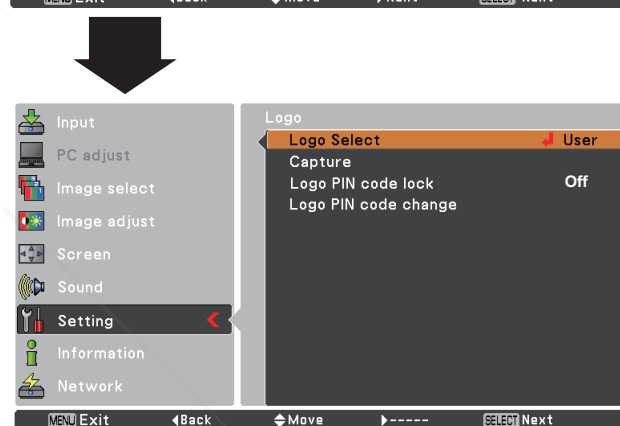 MENU Exit Back Move Next SELECT Next
Input
PC adjust
Image select
Image adjust
Screen
Sound
Setting
Information
Network
Logo
Logo Select User
Capture
Logo PIN code lock Off
Logo PIN code change
MENU Exit Back Move ----- SELECT Next